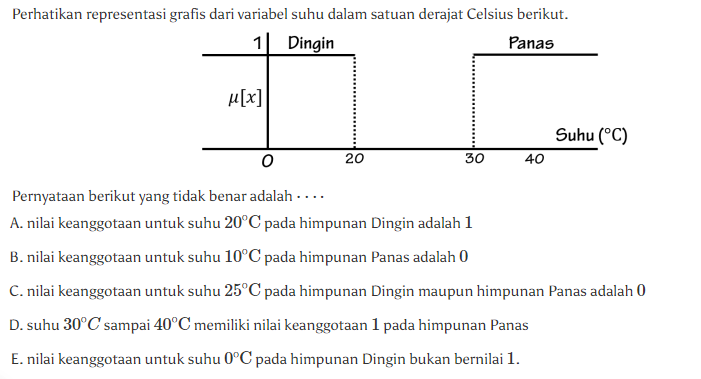 Perhatikan representasi grafis dari variabel suhu dalam satuan derajat Celsius berikut.
1 Dingin Panas
μ[x]
Suhu (°C)
0 20 30 40
Pernyataan berikut yang tidak benar adalah ....
A. nilai keanggotaan untuk suhu 20°C pada himpunan Dingin adalah 1
B. nilai keanggotaan untuk suhu 10°C pada himpunan Panas adalah 0
C. nilai keanggotaan untuk suhu 25°C pada himpunan Dingin maupun himpunan Panas adalah 0
D. suhu 30°C sampai 40°C memiliki nilai keanggotaan 1 pada himpunan Panas
E. nilai keanggotaan untuk suhu 0°C pada himpunan Dingin bukan bernilai 1.